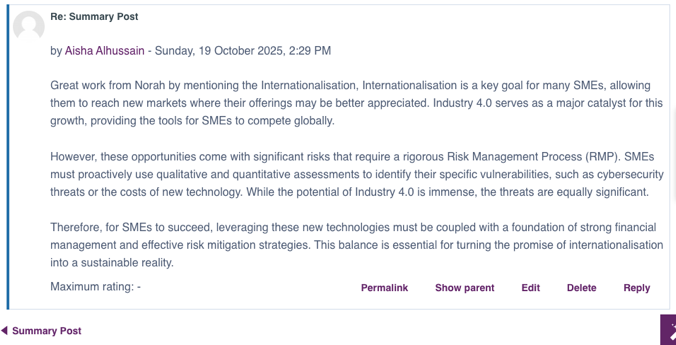 Re: Summary Post
by Aisha Alhussain - Sunday, 19 October 2025, 2:29 PM
Great work from Norah by mentioning the Internationalisation, Internationalisation is a key goal for many SMEs, allowing
them to reach new markets where their offerings may be better appreciated. Industry 4.0 serves as a major catalyst for this
growth, providing the tools for SMEs to compete globally.
However, these opportunities come with significant risks that require a rigorous Risk Management Process (RMP). SMEs
must proactively use qualitative and quantitative assessments to identify their specific vulnerabilities, such as cybersecurity
threats or the costs of new technology. While the potential of Industry 4.0 is immense, the threats are equally significant.
Therefore, for SMEs to succeed, leveraging these new technologies must be coupled with a foundation of strong financial
management and effective risk mitigation strategies. This balance is essential for turning the promise of internationalisation
into a sustainable reality.
Maximum rating: -
Permalink Show parent Edit Delete Reply
Summary Post